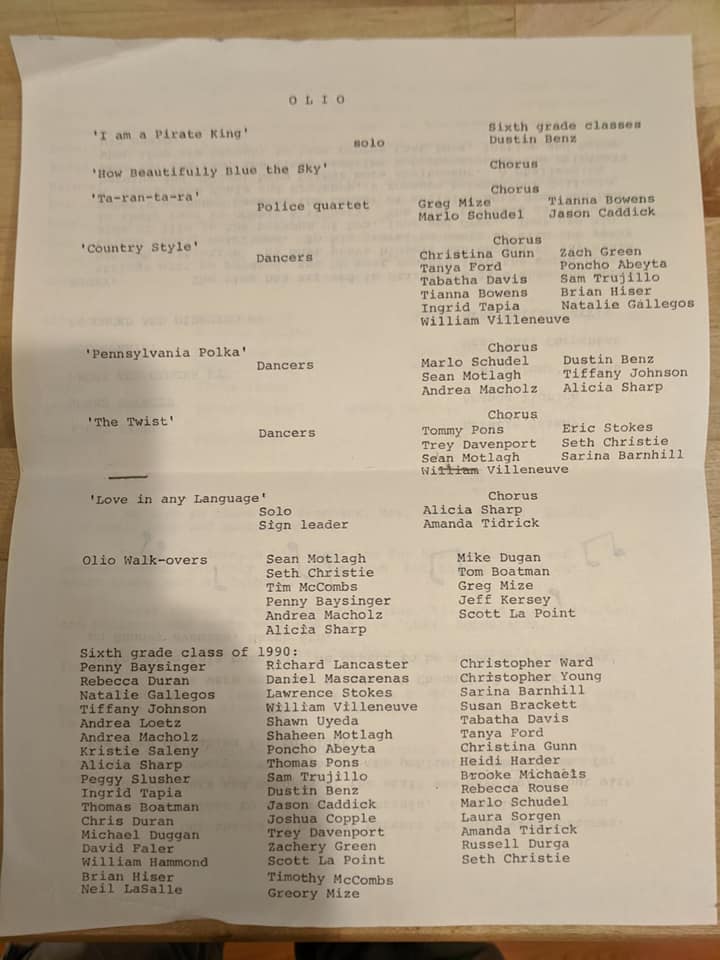 O L I O
'I am a Pirate King' Sixth grade classes
solo Dustin Benz
'How Beautifully Blue the Sky' Chorus
'Ta-ran-ta-ra' Chorus
Police quartet Greg Mize Tianna Bowens
Marlo Schudel Jason Caddick
'Country Style' Chorus
Dancers Christina Gunn Zach Green
Tanya Ford Poncho Abeyta
Tabatha Davis Sam Trujillo
Tianna Bowens Brian Hiser
Ingrid Tapia Natalie Gallegos
William Villeneuve
'Pennsylvania Polka' Chorus
Dancers Marlo Schudel Dustin Benz
Sean Motlagh Tiffany Johnson
Andrea Macholz Alicia Sharp
'The Twist' Chorus
Dancers Tommy Pons Eric Stokes
Trey Davenport Seth Christie
Sean Motlagh Sarina Barnhill
William Villeneuve
'Love in any Language' Chorus
Solo Alicia Sharp
Sign leader Amanda Tidrick
Olio Walk-overs Sean Motlagh Mike Dugan
Seth Christie Tom Boatman
Tim McCombs Greg Mize
Penny Baysinger Jeff Kersey
Andrea Macholz Scott La Point
Alicia Sharp
Sixth grade class of 1990:
Penny Baysinger Richard Lancaster Christopher Ward
Rebecca Duran Daniel Mascarenas Christopher Young
Natalie Gallegos Lawrence Stokes Sarina Barnhill
Tiffany Johnson William Villeneuve Susan Brackett
Andrea Loetz Shawn Uyeda Tabatha Davis
Andrea Macholz Shaheen Motlagh Tanya Ford
Kristie Saleny Poncho Abeyta Christina Gunn
Alicia Sharp Thomas Pons Heidi Harder
Peggy Slusher Sam Trujillo Brooke Michaels
Ingrid Tapia Dustin Benz Rebecca Rouse
Thomas Boatman Jason Caddick Marlo Schudel
Chris Duran Joshua Copple Laura Sorgen
Michael Duggan Trey Davenport Amanda Tidrick
David Faler Zachery Green Russell Durga
William Hammond Scott La Point Seth Christie
Brian Hiser Timothy McCombs
Neil LaSalle Greory Mize